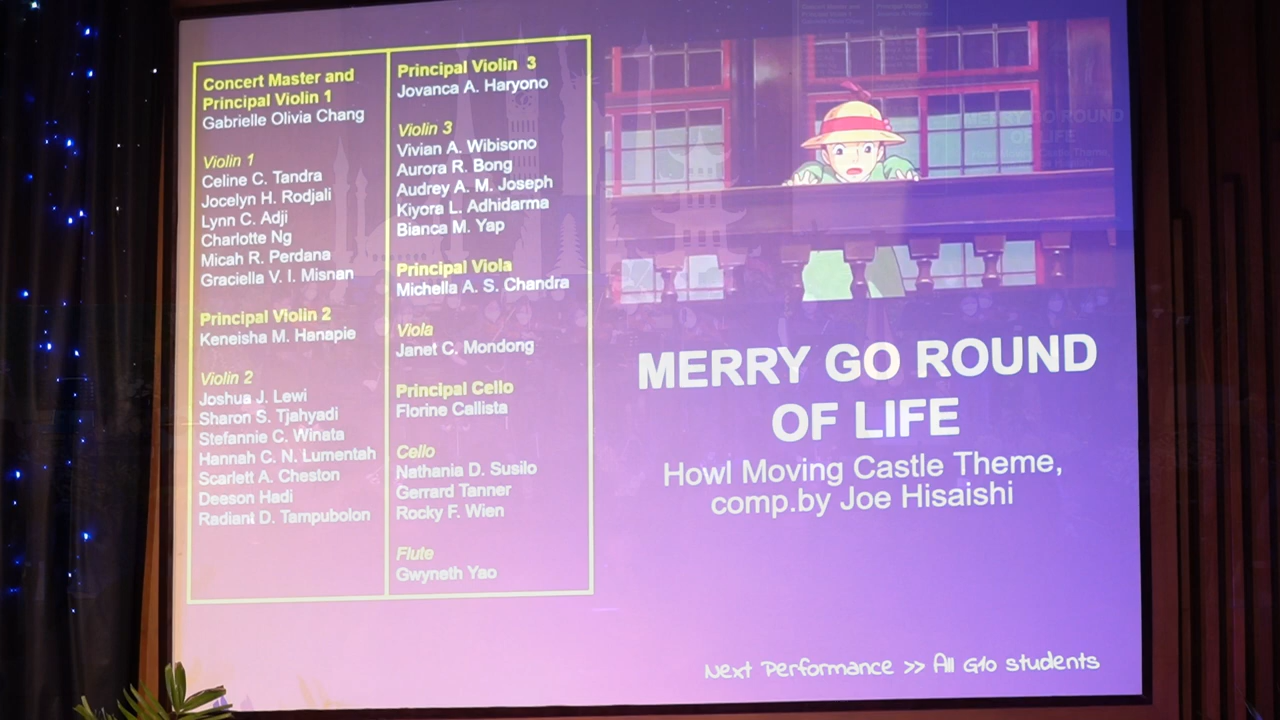 Concert Master and
Principal Violin 1
Gabrielle Olivia Chang
Violin 1
Celine C. Tandra
Jocelyn H. Rodjali
Lynn C. Adji
Charlotte Ng
Micah R. Perdana
Graciella V. I. Misnan
Principal Violin 2
Keneisha M. Hanapie
Violin 2
Joshua J. Lewi
Sharon S. Tjahyadi
Stefannie C. Winata
Hannah C. N. Lumentah
Scarlett A. Cheston
Deeson Hadi
Radiant D. Tampubolon
Principal Violin 3
Jovanca A. Haryono
Violin 3
Vivian A. Wibisono
Aurora R. Bong
Audrey A. M. Joseph
Kiyora L. Adhidarma
Bianca M. Yap
Principal Viola
Michella A. S. Chandra
Viola
Janet C. Mondong
Principal Cello
Florine Callista
Cello
Nathania D. Susilo
Gerrard Tanner
Rocky F. Wien
Flute
Gwyneth Yao
MERRY GO ROUND
OF LIFE
Howl Moving Castle Theme,
comp.by Joe Hisaishi
Next Performance >> All G10 students